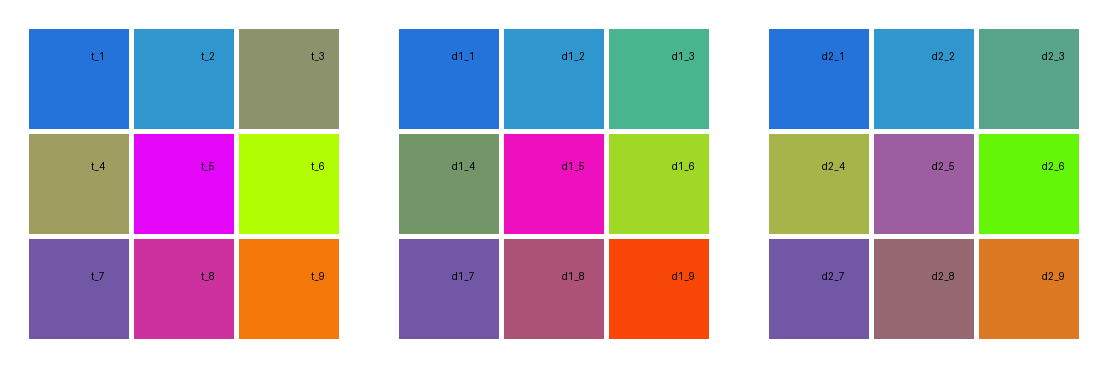 t_1 t_2 t_3 d1_1 d1_2 d1_3 d2_1 d2_2 d2_3
t_4 t_5 t_6 d1_4 d1_5 d1_6 d2_4 d2_5 d2_6
t_7 t_8 t_9 d1_7 d1_8 d1_9 d2_7 d2_8 d2_9